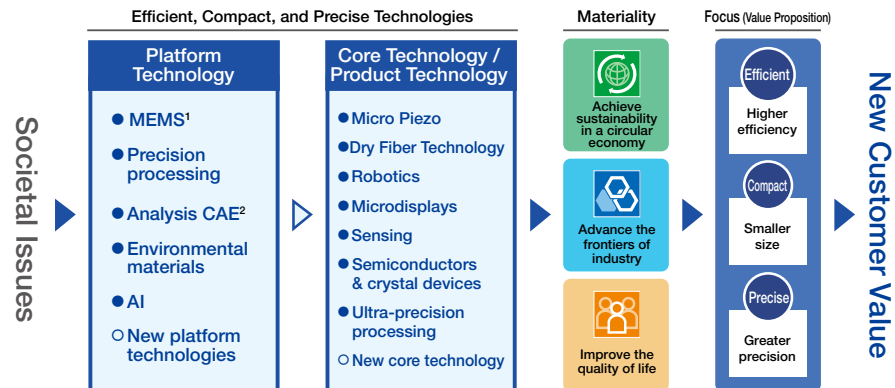 Efficient, Compact, and Precise Technologies
Materiality
Focus (Value Proposition)
Societal Issues
Platform
Technology
● MEMS¹
● Precision
processing
● Analysis CAE²
● Environmental
materials
● AI
○ New platform
technologies
Core Technology /
Product Technology
● Micro Piezo
● Dry Fiber Technology
● Robotics
● Microdisplays
● Sensing
● Semiconductors
& crystal devices
● Ultra-precision
processing
○ New core technology
Achieve
sustainability
in a circular
economy
Advance the
frontiers of
industry
Improve the
quality of life
Efficient
Higher
efficiency
Compact
Smaller
size
Precise
Greater
precision
New Customer Value